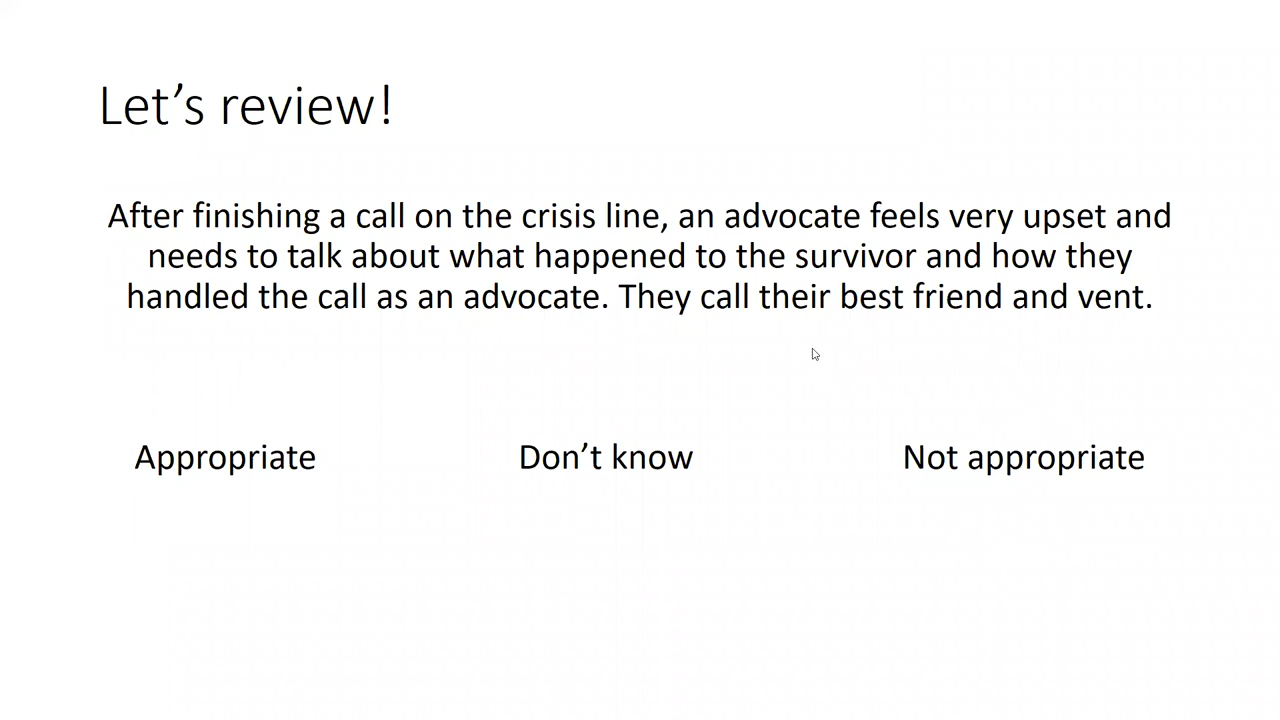 Let’s review!
After finishing a call on the crisis line, an advocate feels very upset and
needs to talk about what happened to the survivor and how they
handled the call as an advocate. They call their best friend and vent.
Appropriate
Don’t know
Not appropriate